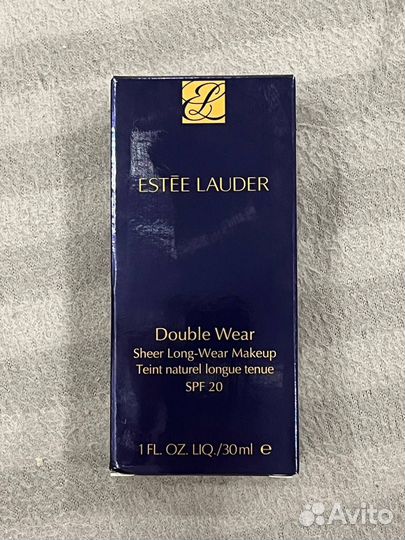 ESTĒE LAUDER
Double Wear
Sheer Long-Wear Makeup
Teint naturel longue tenue
SPF 20
1 FL. OZ. LIQ./30ml ℮
Avito